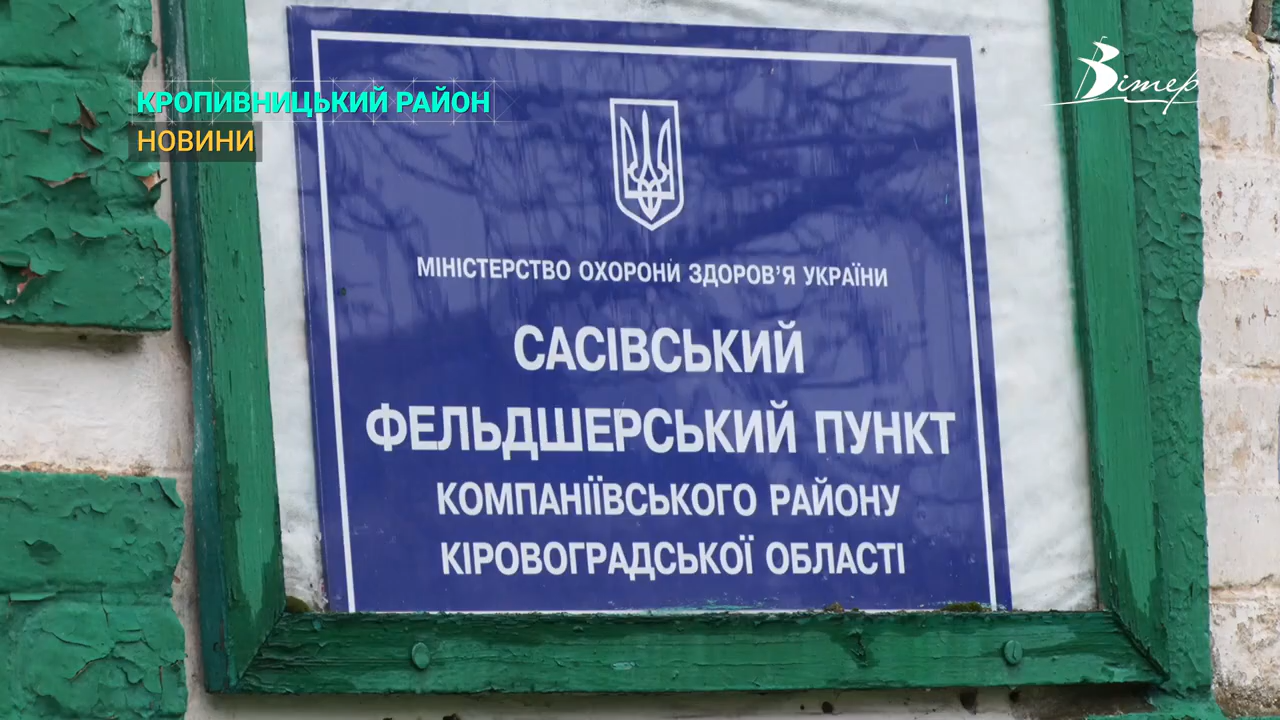 КРОПИВНИЦЬКИЙ РАЙОН
НОВИНИ
Вітер
МІНІСТЕРСТВО ОХОРОНИ ЗДОРОВ'Я УКРАЇНИ
САСІВСЬКИЙ
ФЕЛЬДШЕРСЬКИЙ ПУНКТ
КОМПАНІЇВСЬКОГО РАЙОНУ
КІРОВОГРАДСЬКОЇ ОБЛАСТІ